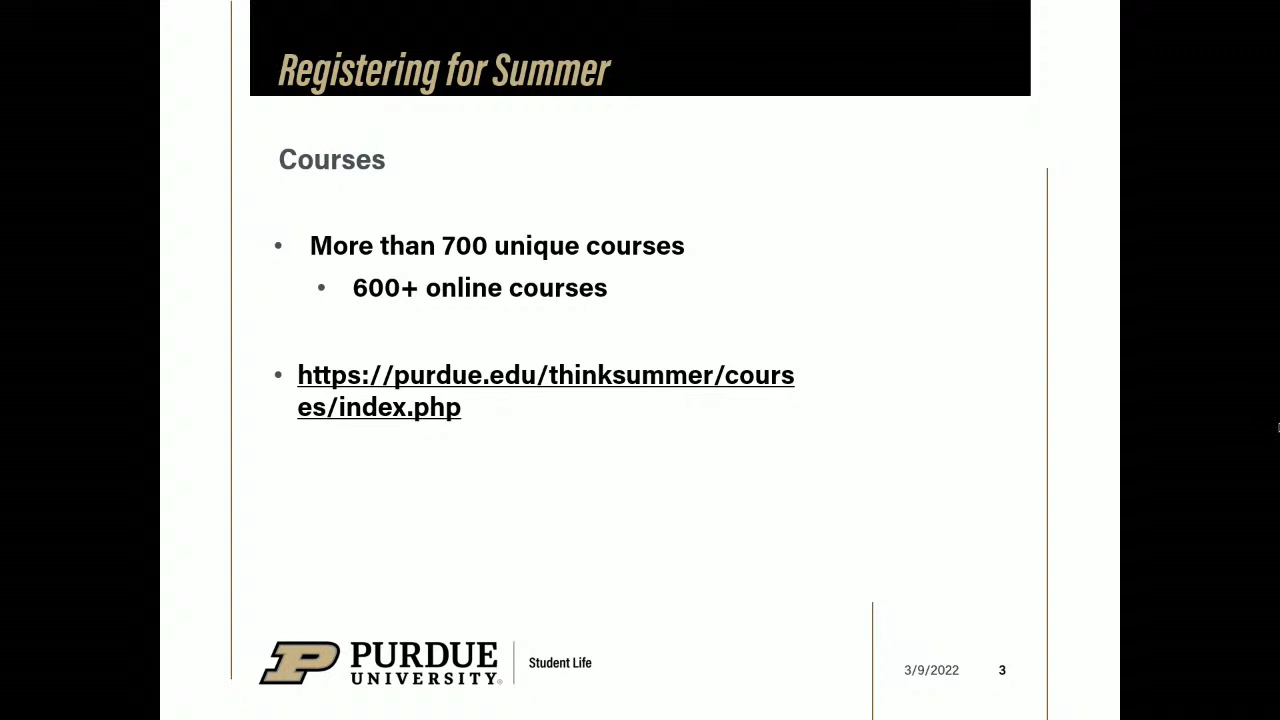 Registering for Summer
Courses
• More than 700 unique courses
• 600+ online courses
• https://purdue.edu/thinksummer/cours
es/index.php
PURDUE
UNIVERSITY®
Student Life
3/9/2022 3